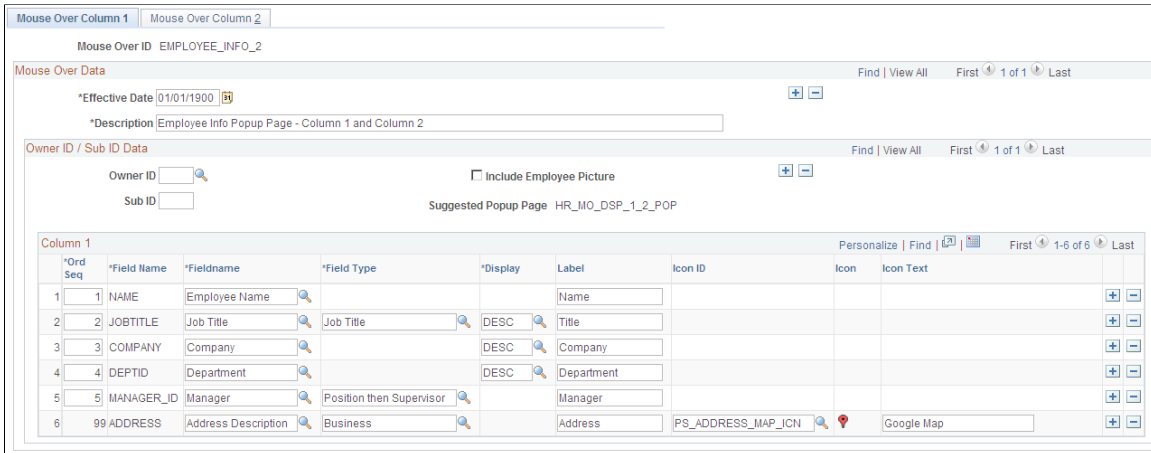 Mouse Over Column 1 Mouse Over Column 2
Mouse Over ID EMPLOYEE_INFO_2
Mouse Over Data Find | View All First 1 of 1 Last
*Effective Date 01/01/1900 31
*Description Employee Info Popup Page - Column 1 and Column 2
Owner ID / Sub ID Data Find | View All First 1 of 1 Last
Owner ID Include Employee Picture
Sub ID Suggested Popup Page HR_MO_DSP_1_2_POP
Column 1 Personalize | Find | | First 1-6 of 6 Last
*Ord Seq *Field Name *Fieldname *Field Type *Display Label Icon ID Icon Icon Text
1 1 NAME Employee Name Name
2 2 JOBTITLE Job Title Job Title DESC Title
3 3 COMPANY Company DESC Company
4 4 DEPTID Department DESC Department
5 5 MANAGER_ID Manager Position then Supervisor Manager
6 99 ADDRESS Address Description Business Address PS_ADDRESS_MAP_ICN Google Map